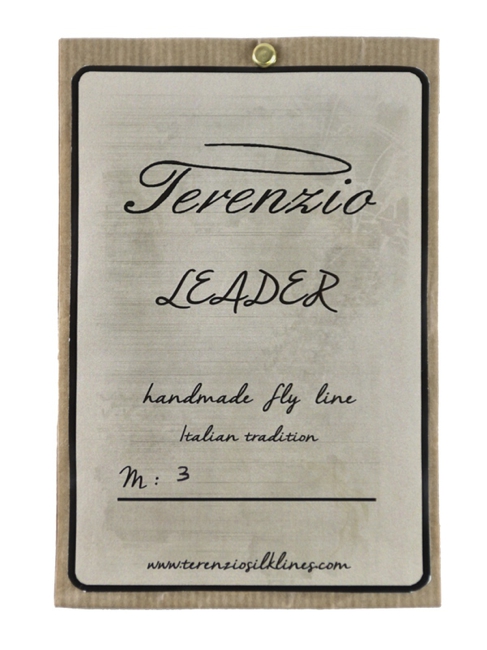 Terenzio
LEADER
handmade fly line
Italian tradition
M: 3
www.terenziosilklines.com